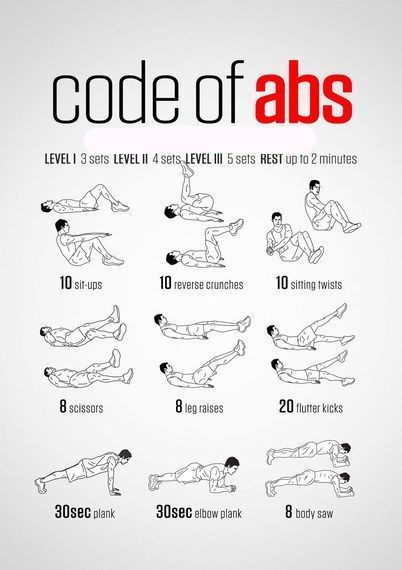 code of abs
LEVEL I 3 sets LEVEL II 4 sets LEVEL III 5 sets REST up to 2 minutes
10 sit-ups
10 reverse crunches
10 sitting twists
8 scissors
8 leg raises
20 flutter kicks
30sec plank
30sec elbow plank
8 body saw